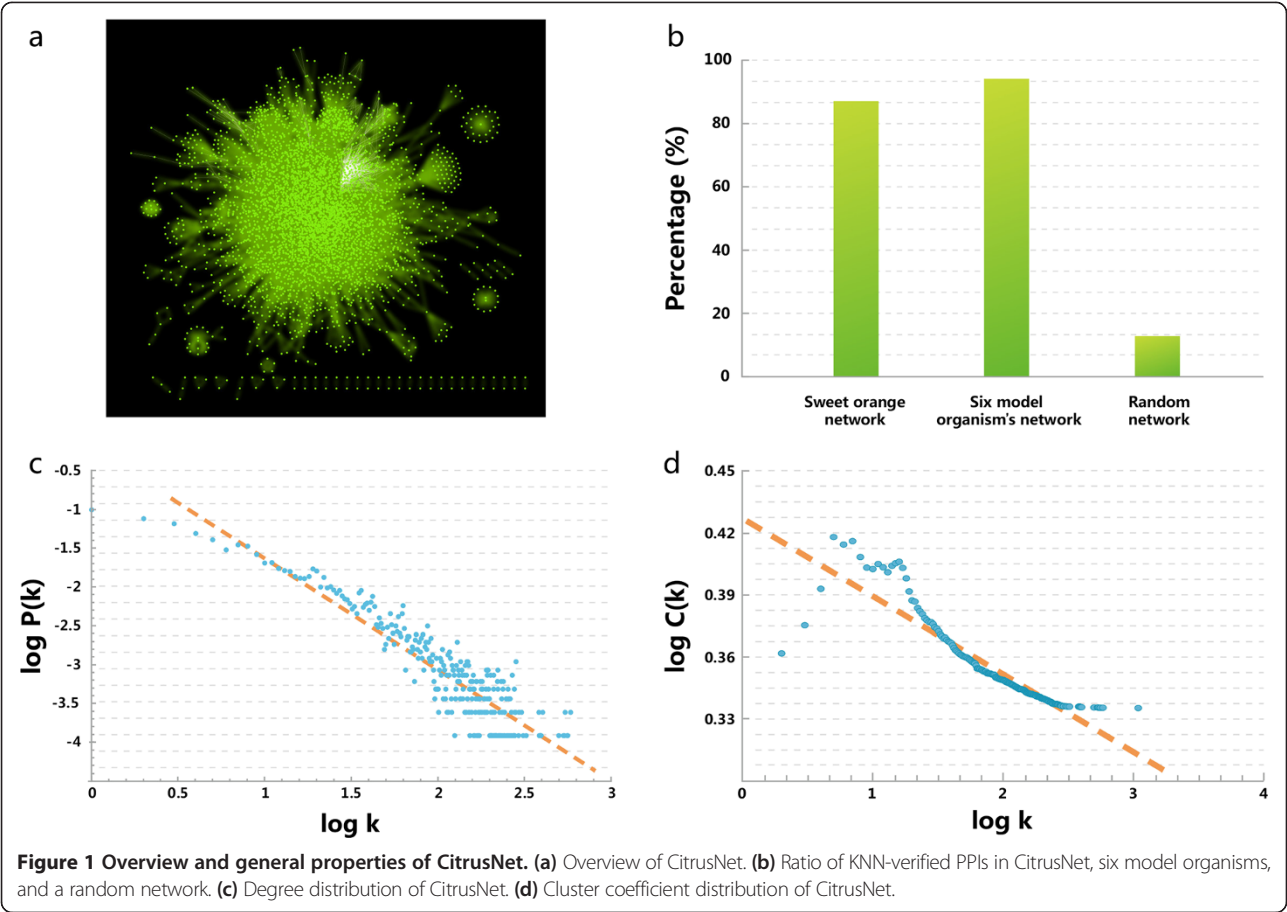 a
b
100
80
60
40
20
0
Percentage (%)
Sweet orange
network
Six model
organism's network
Random
network
c
-0.5
-1
-1.5
-2
-2.5
-3
-3.5
-4
log P(k)
0 0.5 1 1.5 2 2.5 3
log k
d
0.45
0.42
0.39
0.36
0.33
log C(k)
0 1 2 3 4
log k
Figure 1 Overview and general properties of CitrusNet. (a) Overview of CitrusNet. (b) Ratio of KNN-verified PPIs in CitrusNet, six model organisms,
and a random network. (c) Degree distribution of CitrusNet. (d) Cluster coefficient distribution of CitrusNet.